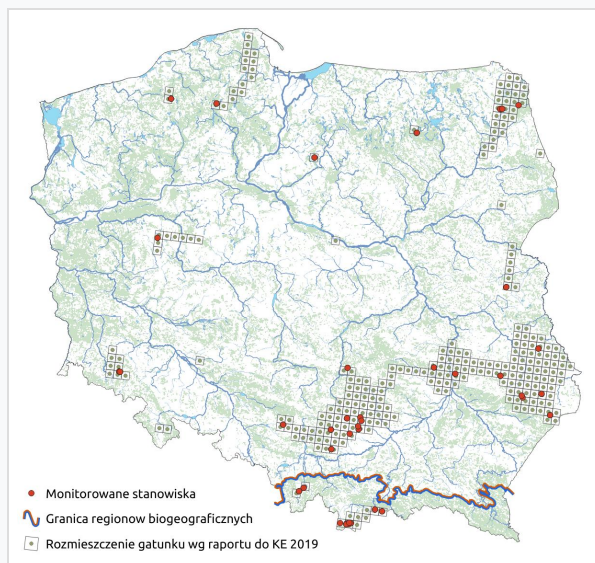 Monitorowane stanowiska
Granica regionow biogeograficznych
Rozmieszczenie gatunku wg raportu do KE 2019